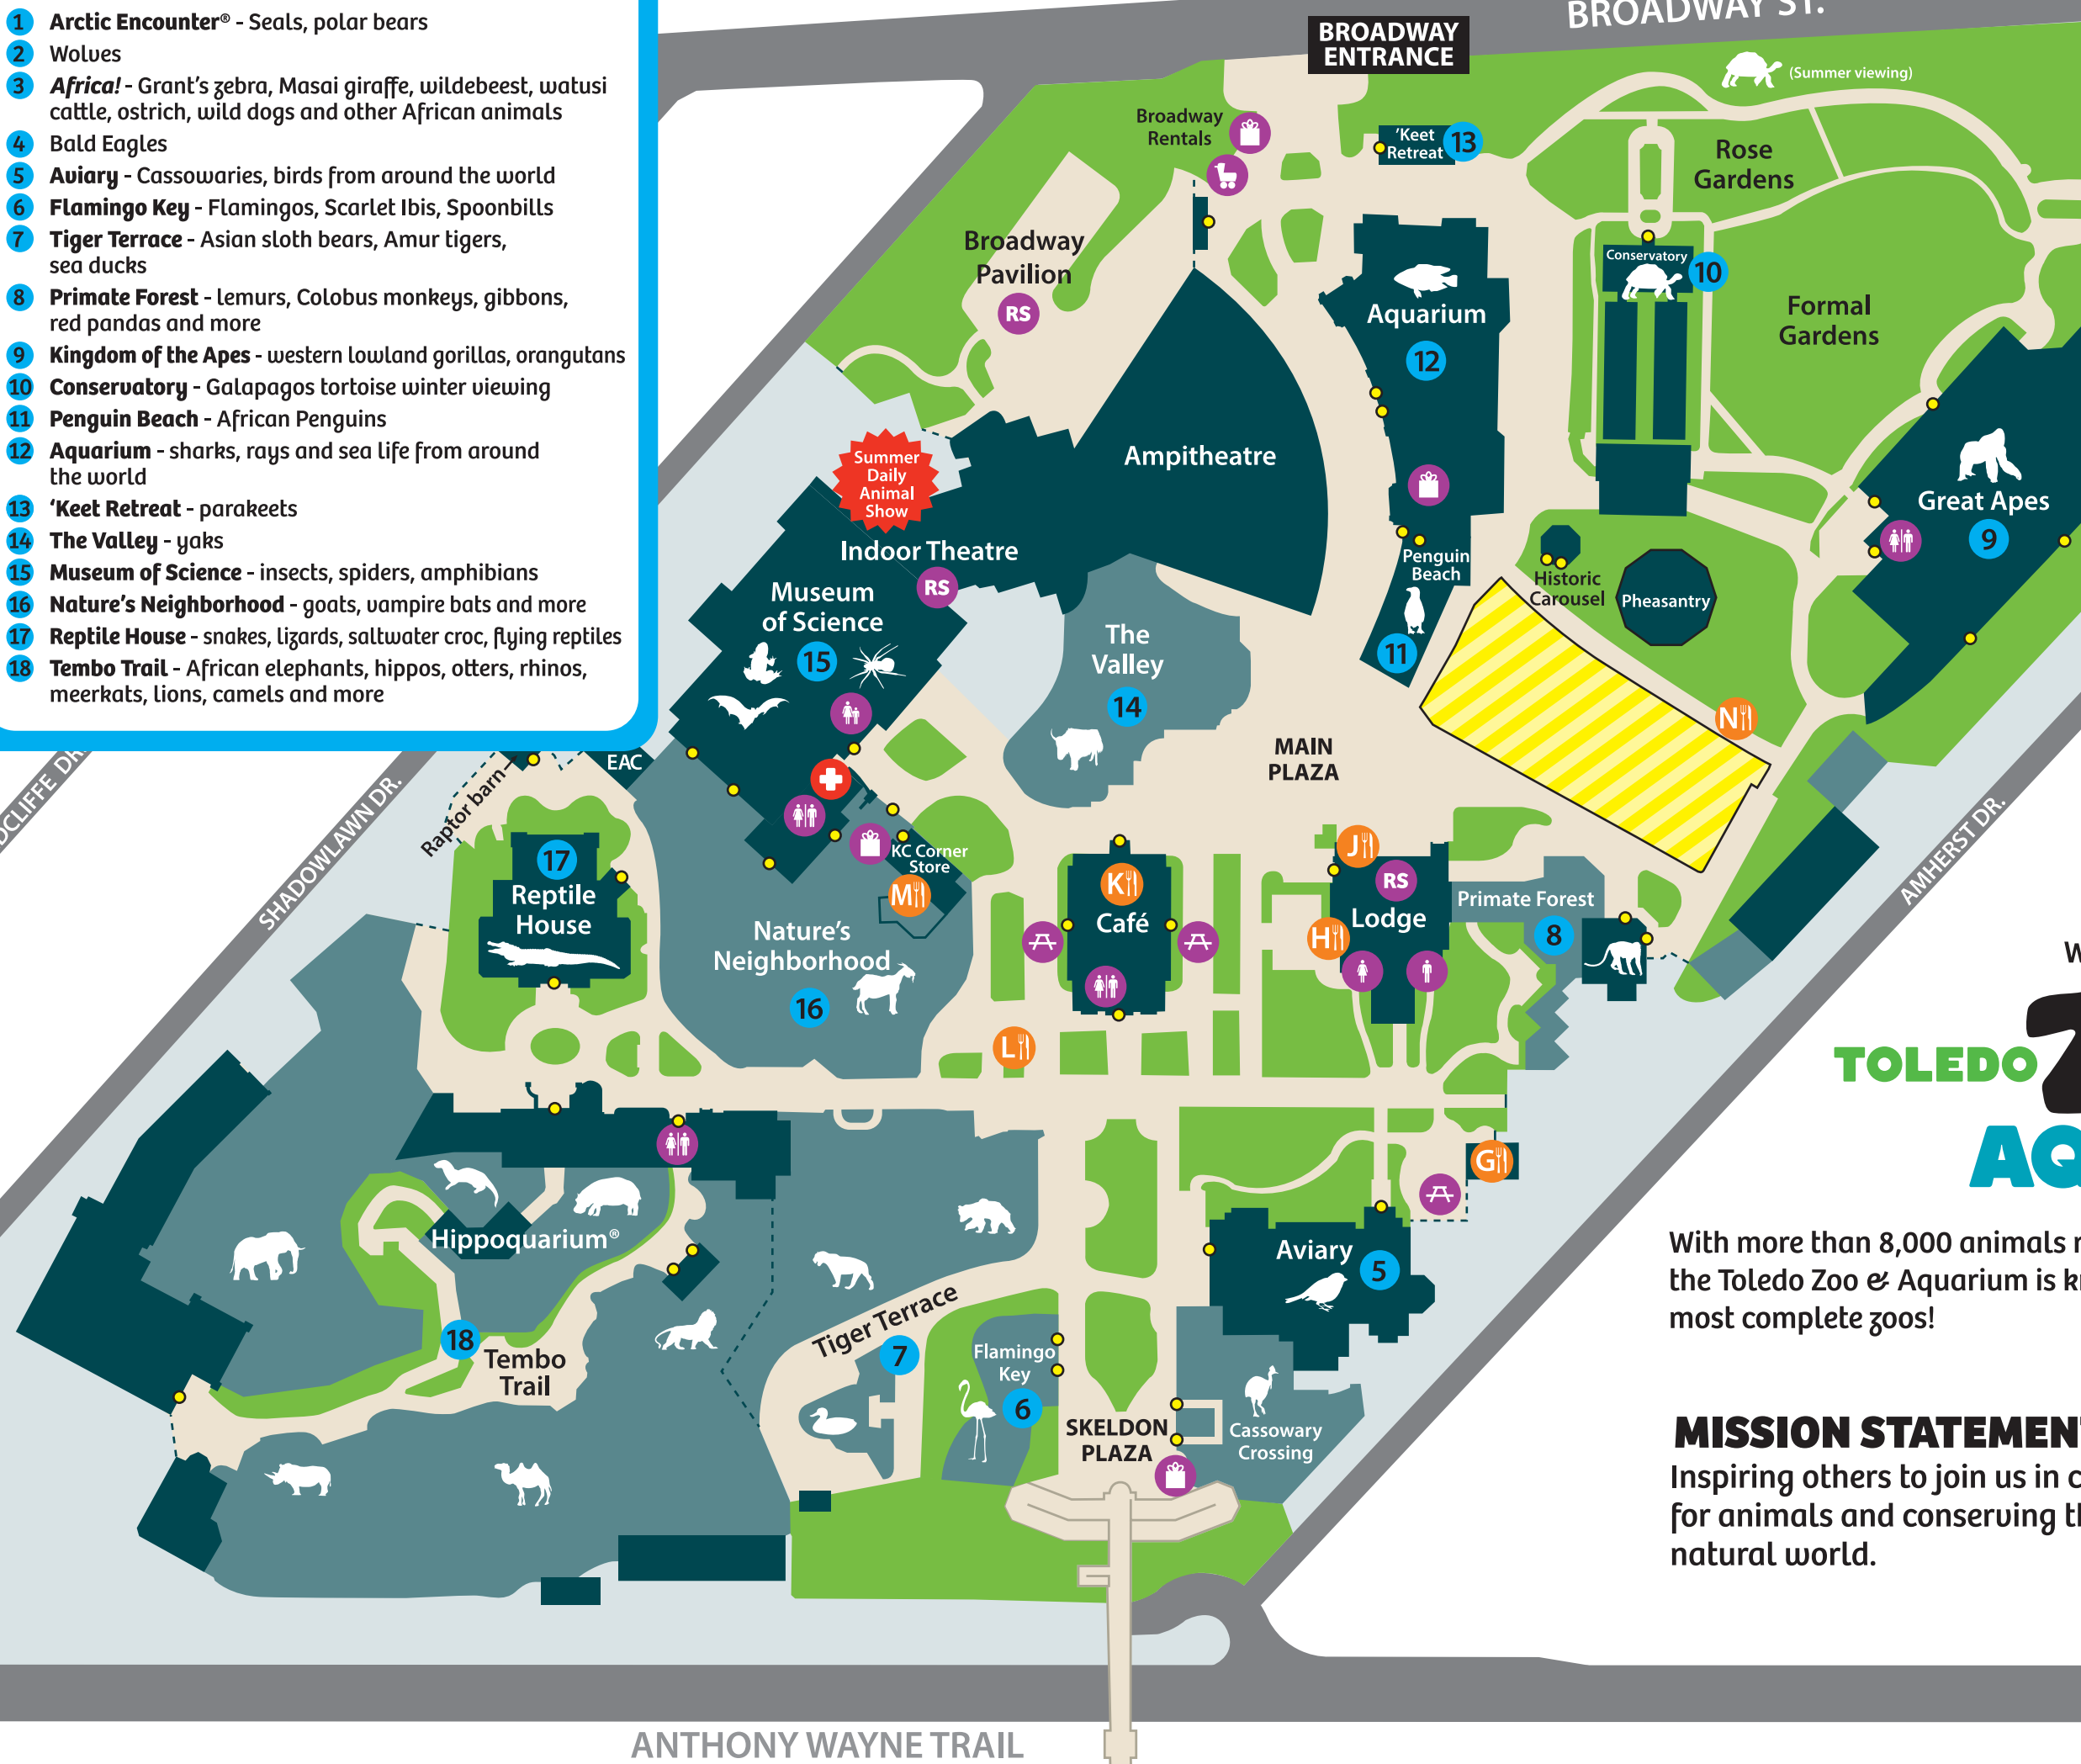 1 Arctic Encounter® - Seals, polar bears
2 Wolves
3 Africa! - Grant's zebra, Masai giraffe, wildebeest, watusi
cattle, ostrich, wild dogs and other African animals
4 Bald Eagles
5 Aviary - Cassowaries, birds from around the world
6 Flamingo Key - Flamingos, Scarlet Ibis, Spoonbills
7 Tiger Terrace - Asian sloth bears, Amur tigers,
sea ducks
8 Primate Forest - lemurs, Colobus monkeys, gibbons,
red pandas and more
9 Kingdom of the Apes - western lowland gorillas, orangutans
10 Conservatory - Galapagos tortoise winter viewing
11 Penguin Beach - African Penguins
12 Aquarium - sharks, rays and sea life from around
the world
13 'Keet Retreat - parakeets
14 The Valley - yaks
15 Museum of Science - insects, spiders, amphibians
16 Nature's Neighborhood - goats, vampire bats and more
17 Reptile House - snakes, lizards, saltwater croc, flying reptiles
18 Tembo Trail - African elephants, hippos, otters, rhinos,
meerkats, lions, camels and more
BROADWAY ST.
BROADWAY
ENTRANCE
(Summer viewing)
Broadway
Rentals
'Keet
Retreat
13
Rose
Gardens
Broadway
Pavilion
RS
Conservatory
10
Aquarium
12
Formal
Gardens
Ampitheatre
Summer
Daily
Animal
Show
Great Apes
9
Indoor Theatre
RS
Penguin
Beach
11
Historic
Carousel
Pheasantry
Museum
of Science
15
The
Valley
14
N
MAIN
PLAZA
EAC
Raptor barn
SHADOWLAWN DR.
AMHERST DR.
17
Reptile
House
KC Corner
Store
M
K
Café
J
RS
Lodge
H
Primate Forest
8
Nature's
Neighborhood
16
L
TOLEDO
G
Hippoquarium®
Aviary
5
18
Tembo
Trail
Tiger Terrace
7
Flamingo
Key
6
SKELDON
PLAZA
Cassowary
Crossing
With more than 8,000 animals
the Toledo Zoo & Aquarium is
most complete zoos!
MISSION STATEMENT
Inspiring others to join us in
for animals and conserving
natural world.
ANTHONY WAYNE TRAIL